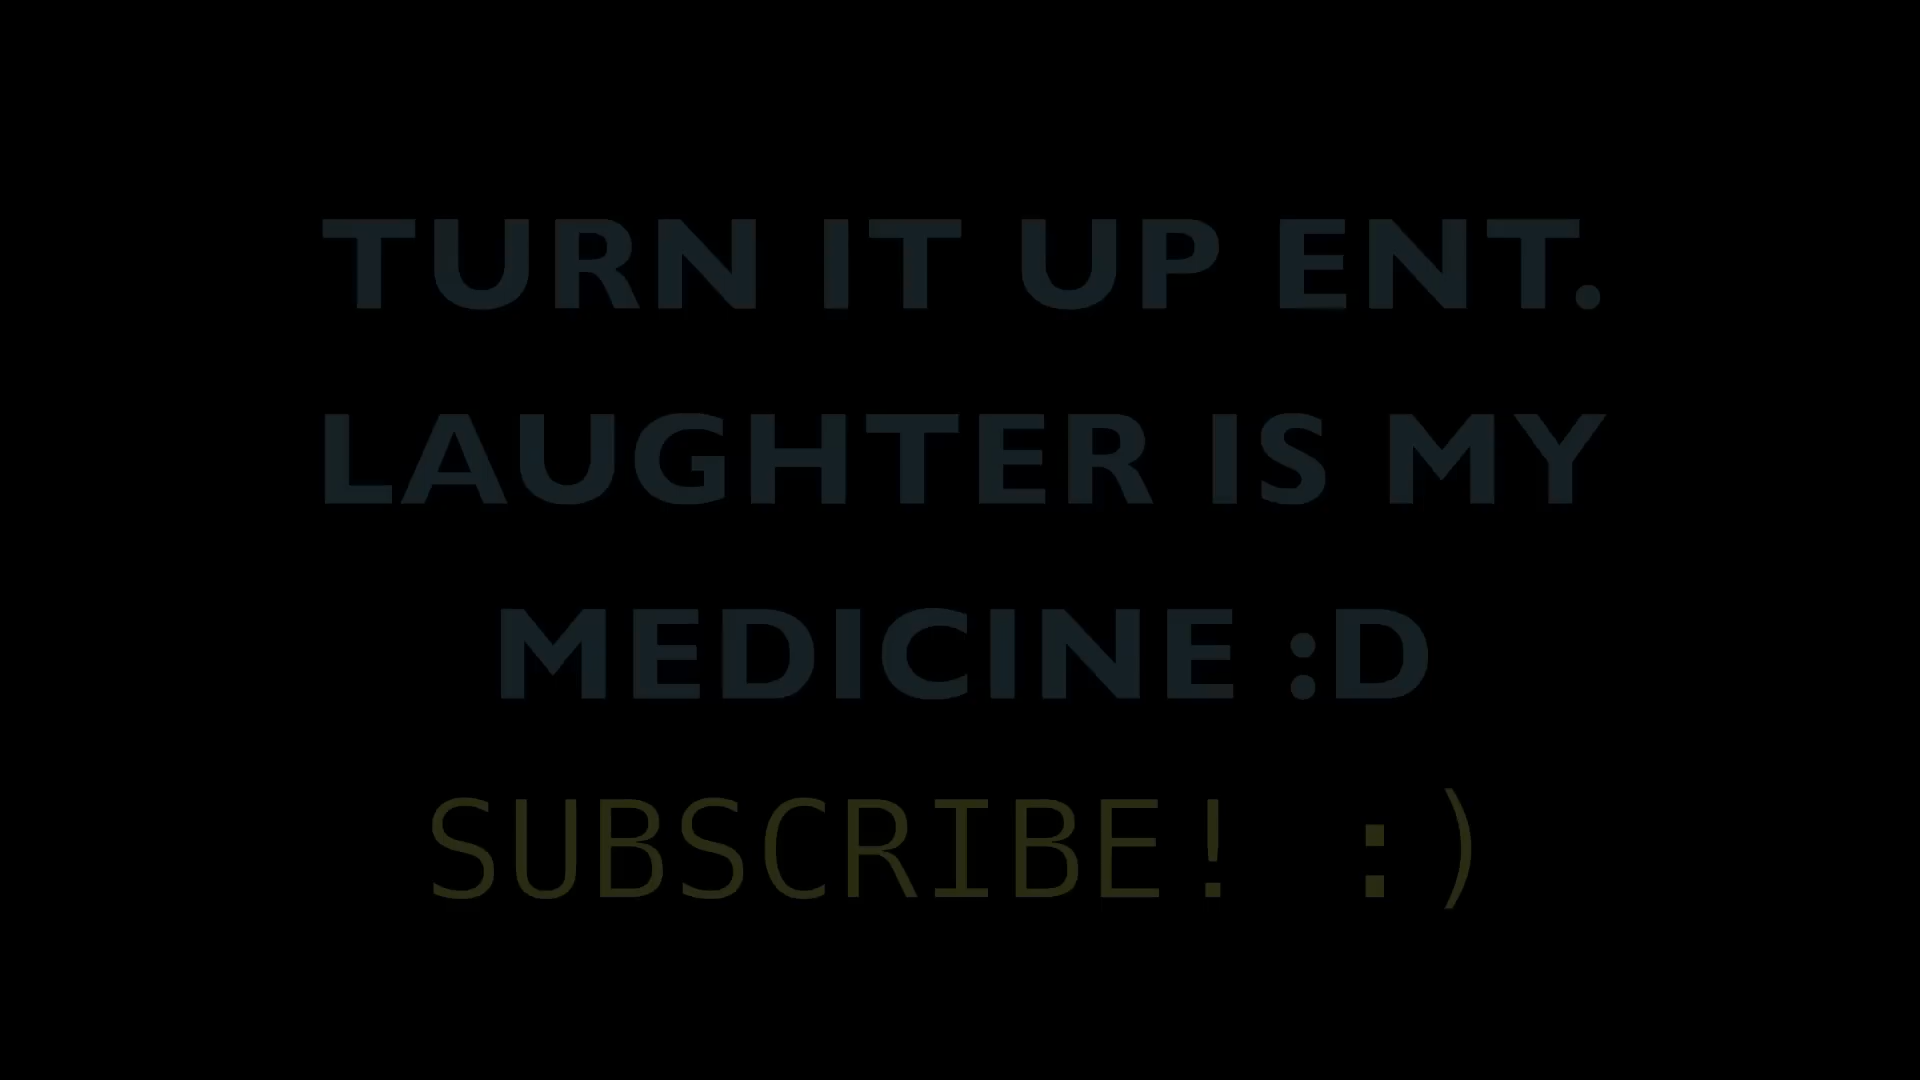 TURN IT UP ENT.
LAUGHTER IS MY
MEDICINE :D
SUBSCRIBE! :)